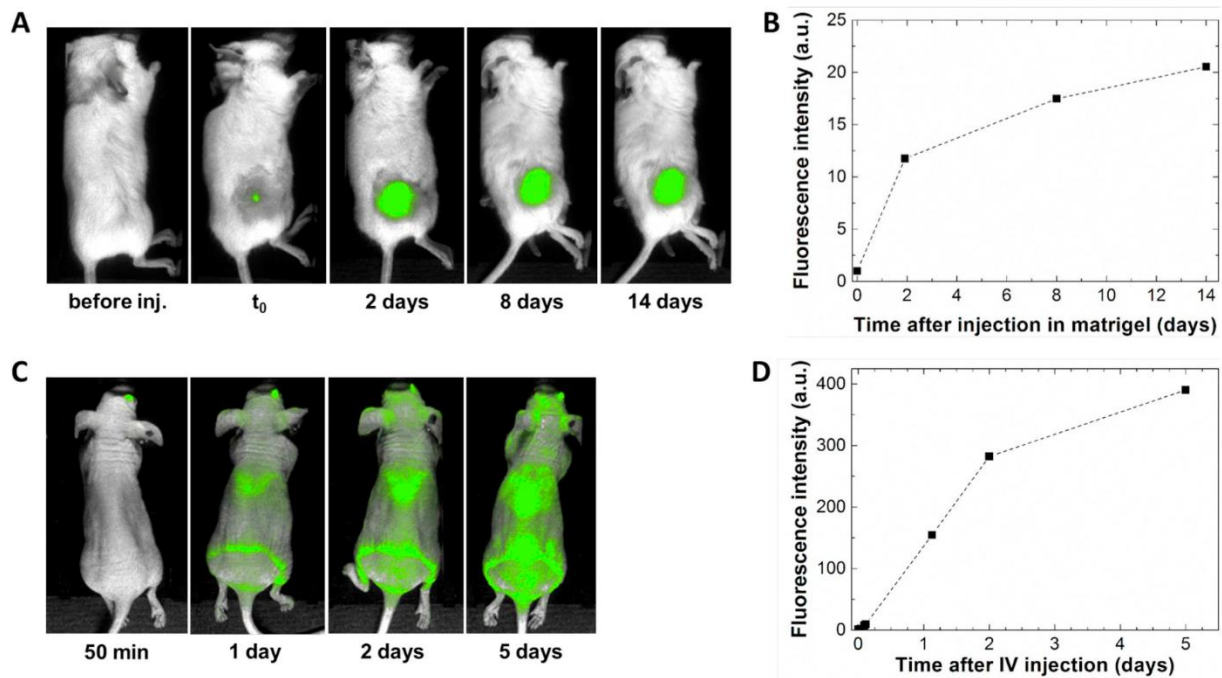 A
before inj.
t0
2 days
8 days
14 days
B
Fluorescence intensity (a.u.)
25
20
15
10
5
0
0 2 4 6 8 10 12 14
Time after injection in matrigel (days)
C
50 min
1 day
2 days
5 days
D
Fluorescence intensity (a.u.)
400
300
200
100
0
0 1 2 3 4 5
Time after IV injection (days)